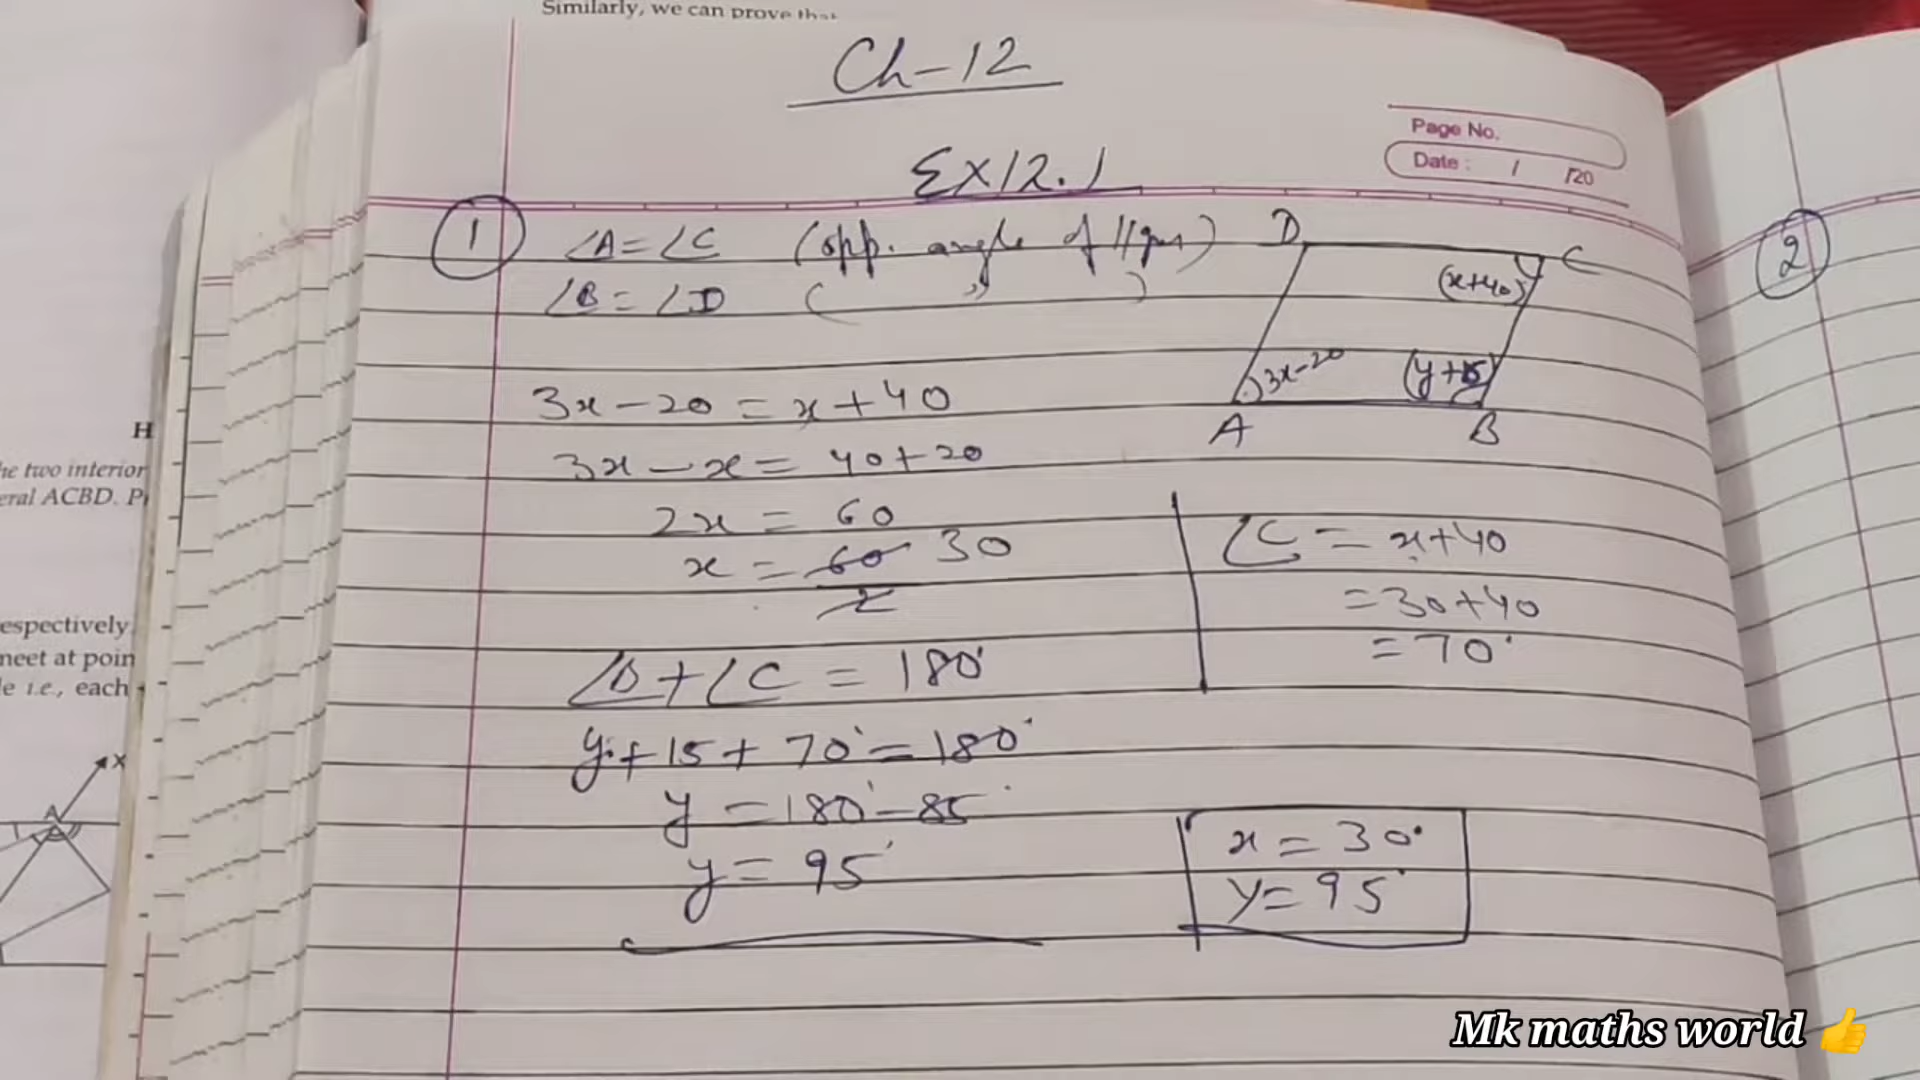 Similarly, we can prove that
Ch-12
Page No.
Date : / /20
Ex 12.1
1 ∠A = ∠C (opp. angle of ||gm)
∠B = ∠D ( ,, )
D C
(x+40)
3x-20 (y+15)
A B
3x - 20 = x + 40
3x - x = 40 + 20
2x = 60
x = 60/2 30
∠C = x+40
= 30+40
= 70°
∠B + ∠C = 180°
y + 15 + 70° = 180°
y = 180° - 85°
y = 95°
x = 30°
y = 95°
2
H
he two interior
eral ACBD. P
espectively
meet at poin
le i.e., each
X
A
Mk maths world 👍